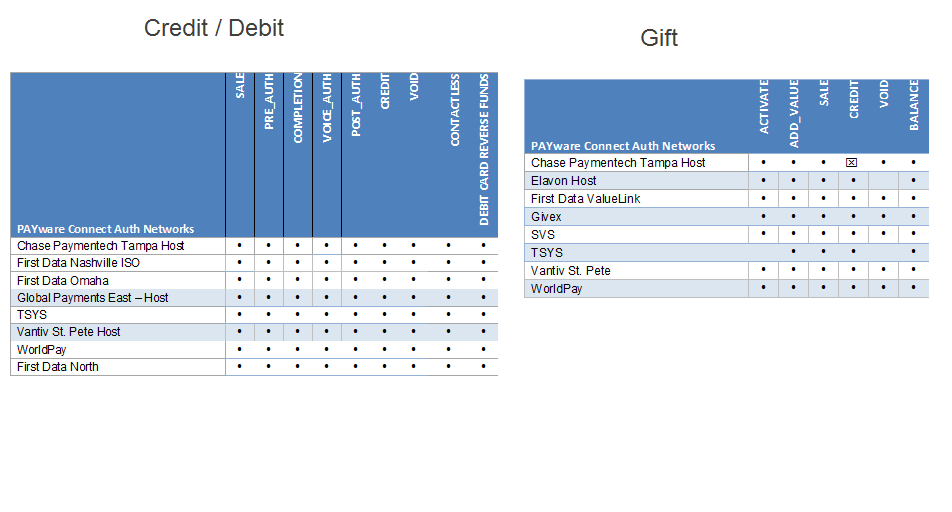 Credit / Debit
PAYware Connect Auth Networks SALE PRE_AUTH COMPLETION VOICE_AUTH POST_AUTH CREDIT VOID CONTACTLESS DEBIT CARD REVERSE FUNDS
Chase Paymentech Tampa Host • • • • • • • • •
First Data Nashville ISO • • • • • • • • •
First Data Omaha • • • • • • • • •
Global Payments East – Host • • • • • • • • •
TSYS • • • • • • • • •
Vantiv St. Pete Host • • • • • • • • •
WorldPay • • • • • • • • •
First Data North • • • • • • • • •
Gift
PAYware Connect Auth Networks ACTIVATE ADD_VALUE SALE CREDIT VOID BALANCE
Chase Paymentech Tampa Host • • • ☒ • •
Elavon Host • • • • •
First Data ValueLink • • • • • •
Givex • • • • • •
SVS • • • • • •
TSYS • • • •
Vantiv St. Pete • • • • • •
WorldPay • • • • • •